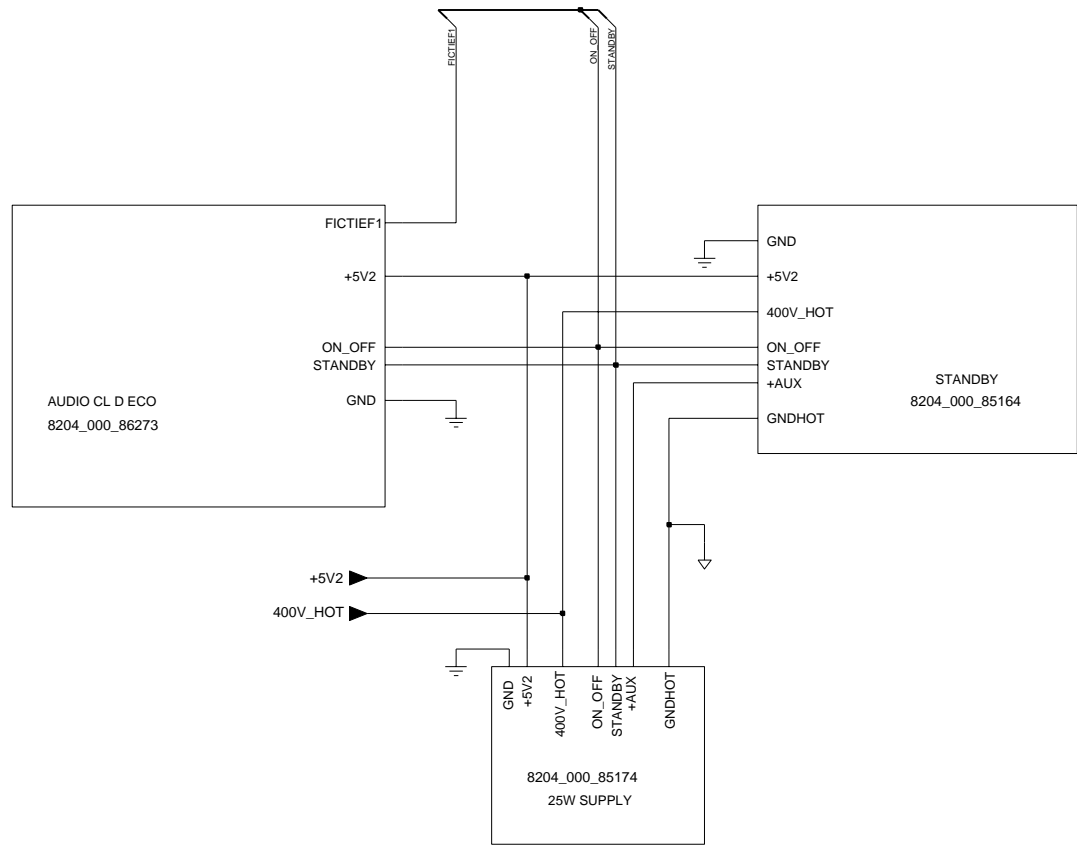 FICTIEF1
ON_OFF
STANDBY
FICTIEF1
+5V2
ON_OFF
STANDBY
GND
AUDIO CL D ECO
8204_000_86273
GND
+5V2
400V_HOT
ON_OFF
STANDBY
+AUX
GNDHOT
STANDBY
8204_000_85164
+5V2
400V_HOT
GND
+5V2
400V_HOT
ON_OFF
STANDBY
+AUX
GNDHOT
8204_000_85174
25W SUPPLY